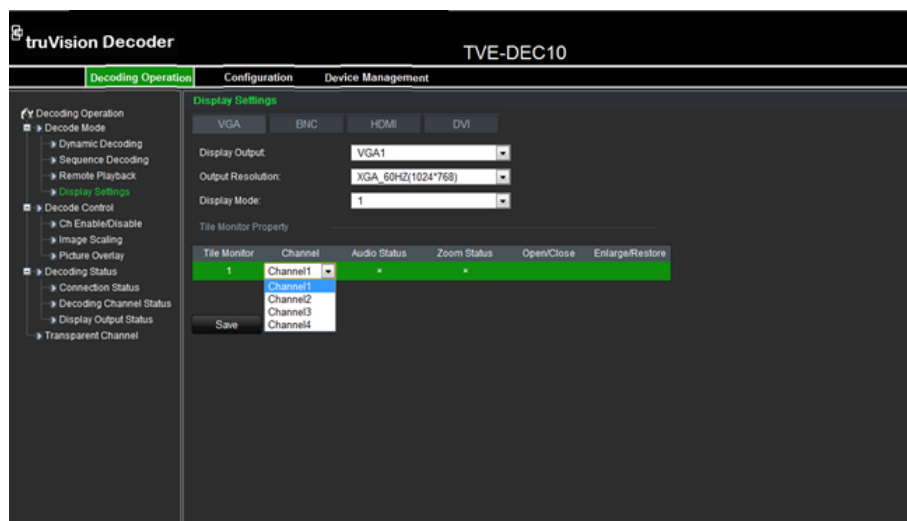 truVision Decoder
TVE-DEC10
Decoding Operation Configuration Device Management
Decoding Operation
Decode Mode
Dynamic Decoding
Sequence Decoding
Remote Playback
Display Settings
Decode Control
Ch Enable/Disable
Image Scaling
Picture Overlay
Decoding Status
Connection Status
Decoding Channel Status
Display Output Status
Transparent Channel
Display Settings
VGA BNC HDMI DVI
Display Output: VGA1
Output Resolution: XGA_60HZ(1024*768)
Display Mode: 1
Tile Monitor Property
Tile Monitor Channel Audio Status Zoom Status Open/Close Enlarge/Restore
1 Channel1 × ×
Channel1
Channel2
Channel3
Channel4
Save